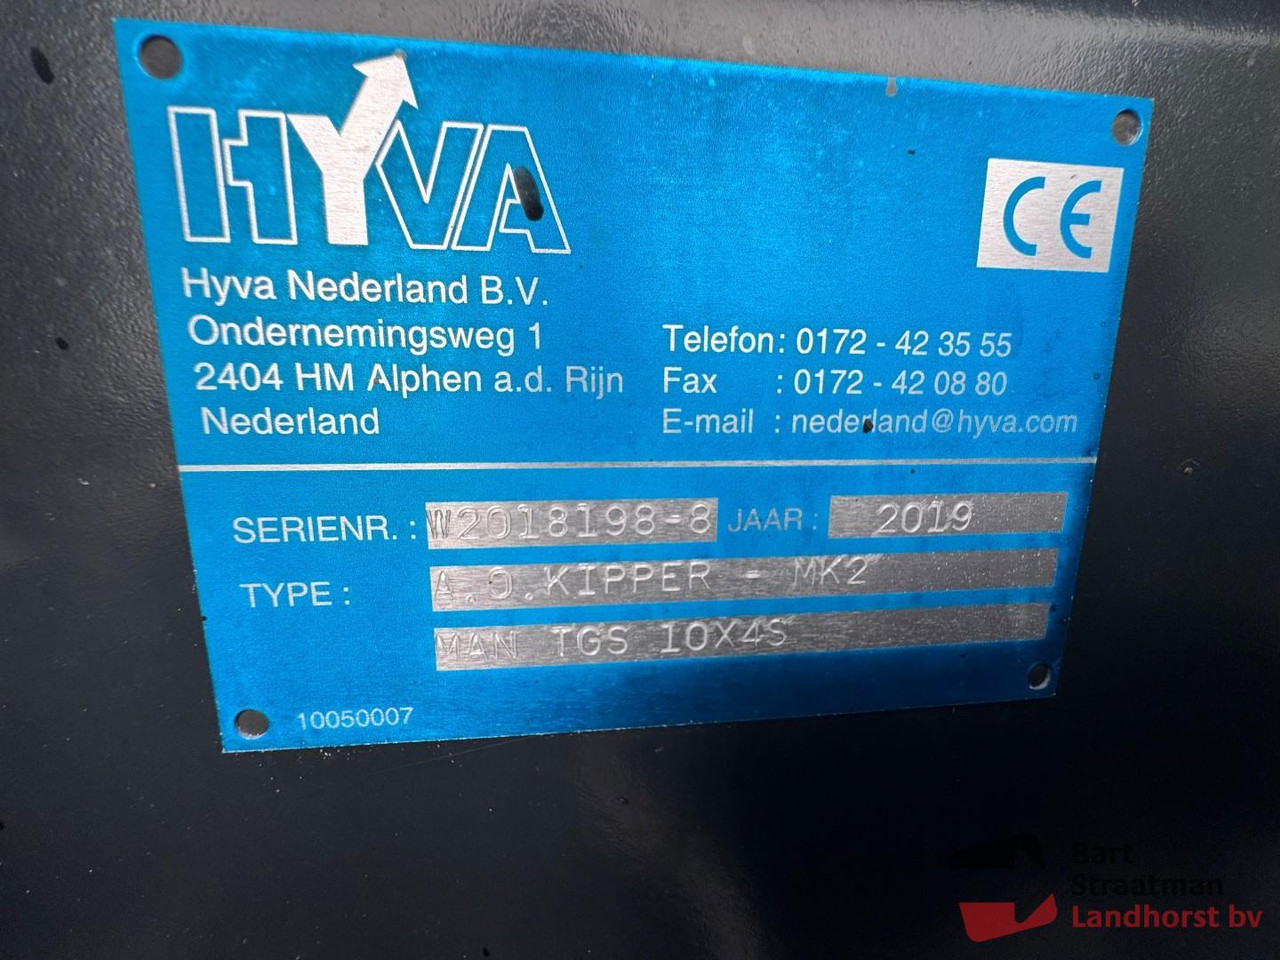 HYVA
CE
Hyva Nederland B.V.
Ondernemingsweg 1
2404 HM Alphen a.d. Rijn
Nederland
Telefon: 0172 - 42 35 55
Fax : 0172 - 42 08 80
E-mail : nederland@hyva.com
SERIENR. : W2018198-8 JAAR : 2019
TYPE : A.O.KIPPER - MK2
MAN TGS 10X4S
10050007
Bart
Straatman
Landhorst bv